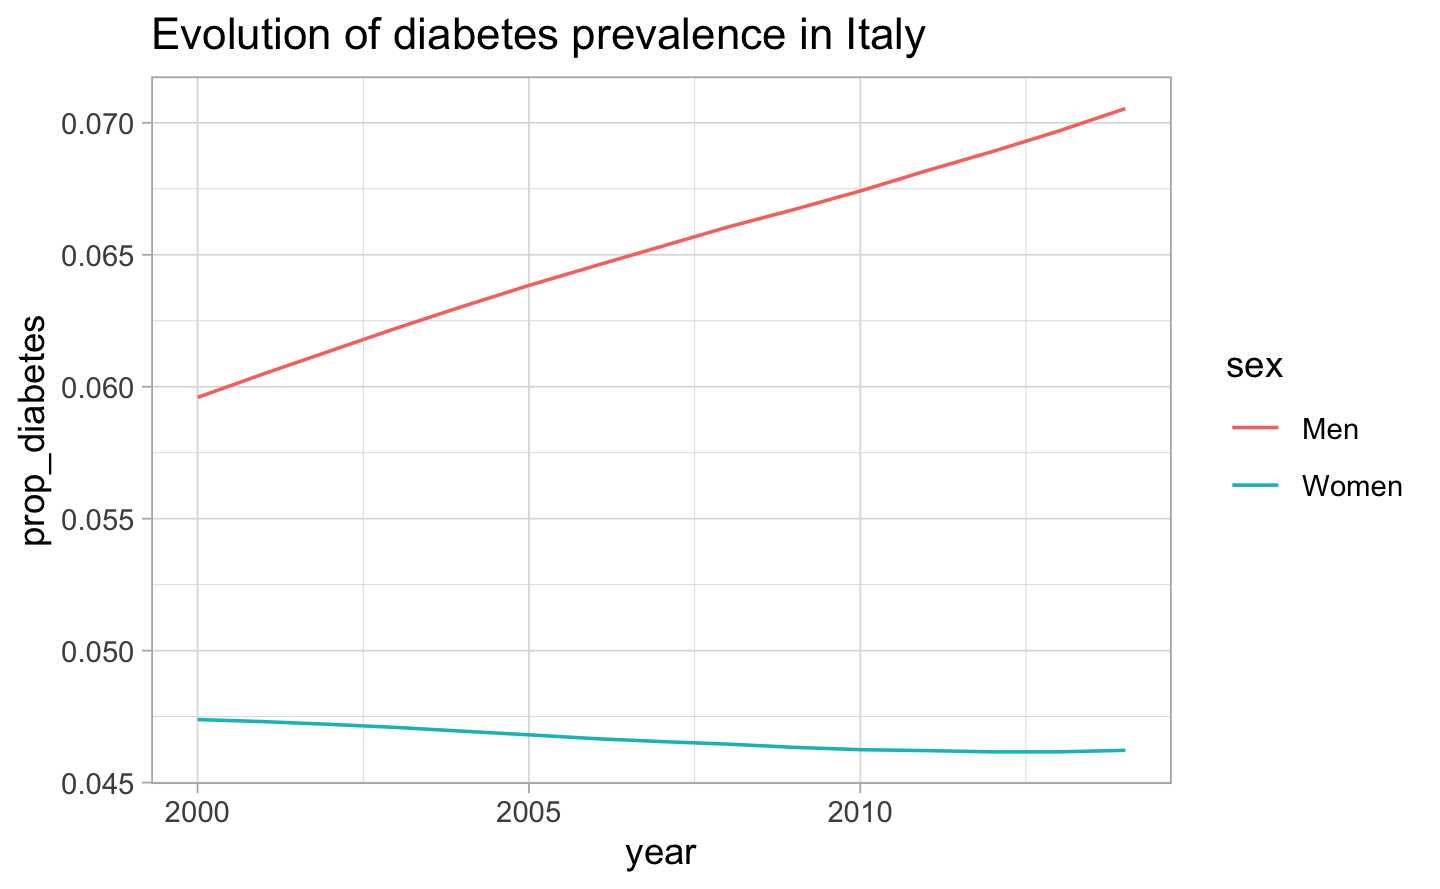 Evolution of diabetes prevalence in Italy
prop_diabetes
0.070
0.065
0.060
0.055
0.050
0.045
2000 2005 2010
year
sex
Men
Women